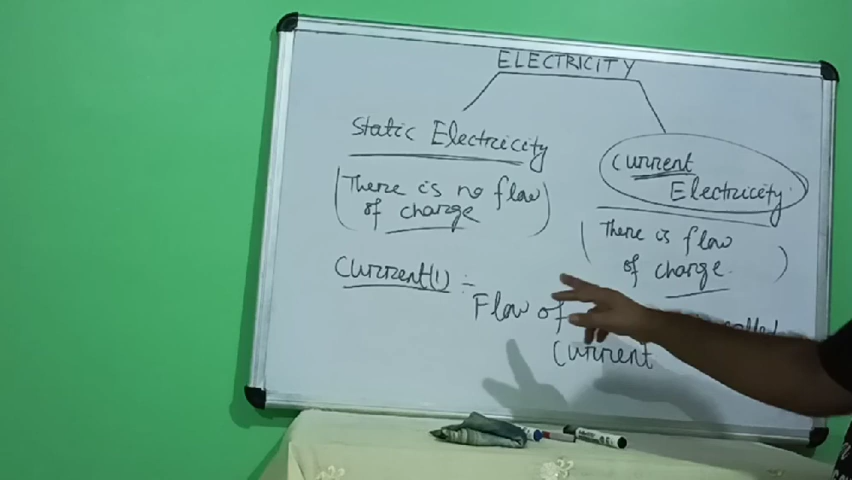 ELECTRICITY
Static Electricity
(There is no flow
of charge)
Current
Electricity
(There is flow
of charge.)
Current(I) :-
Flow of called
Current